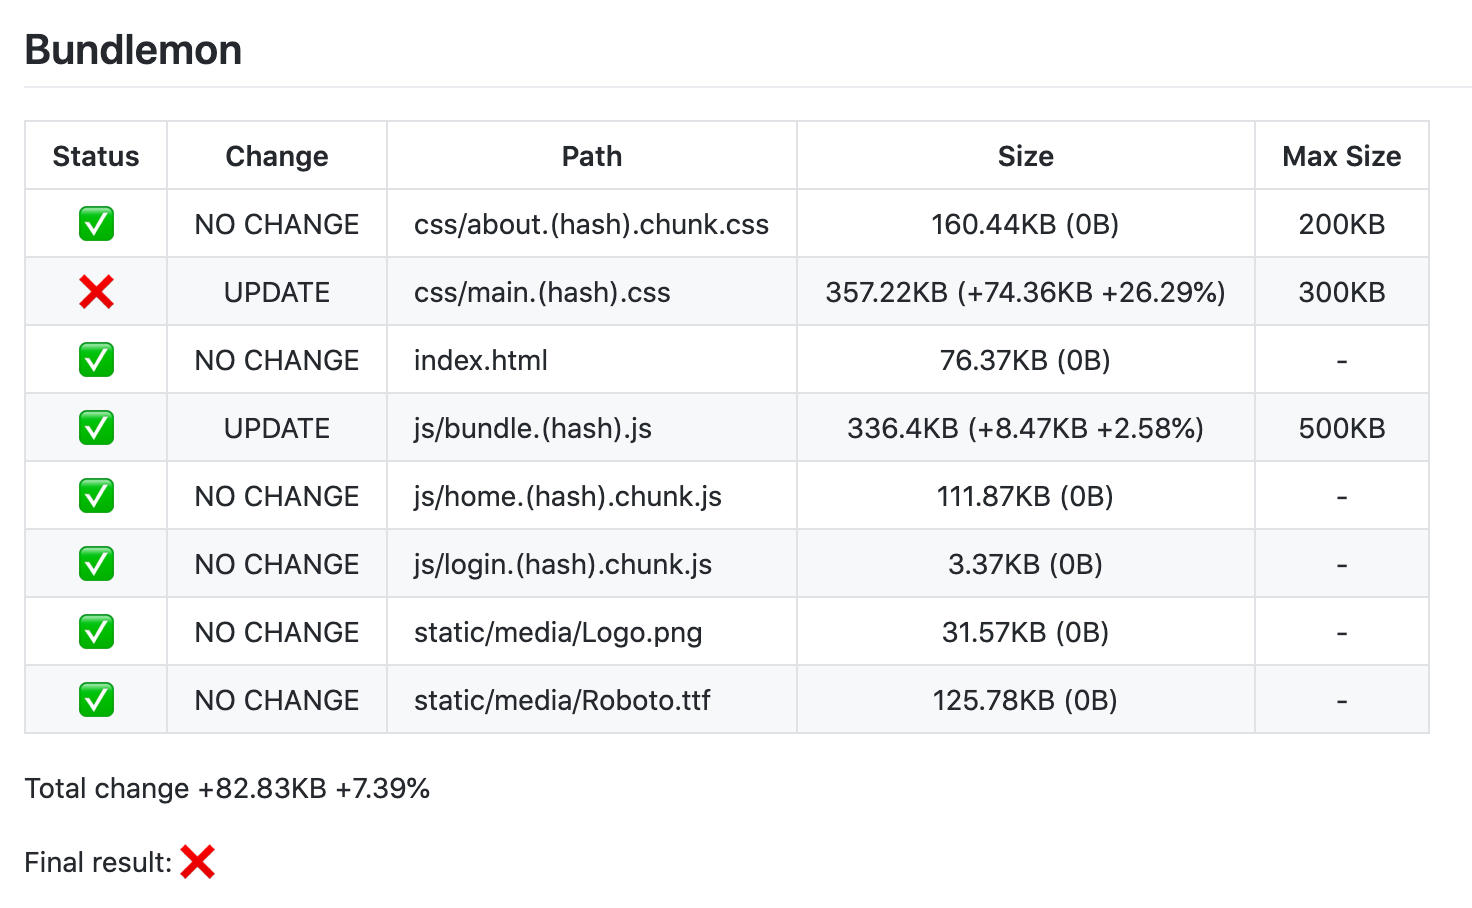 Bundlemon
Status Change Path Size Max Size
✅ NO CHANGE css/about.(hash).chunk.css 160.44KB (0B) 200KB
❌ UPDATE css/main.(hash).css 357.22KB (+74.36KB +26.29%) 300KB
✅ NO CHANGE index.html 76.37KB (0B) -
✅ UPDATE js/bundle.(hash).js 336.4KB (+8.47KB +2.58%) 500KB
✅ NO CHANGE js/home.(hash).chunk.js 111.87KB (0B) -
✅ NO CHANGE js/login.(hash).chunk.js 3.37KB (0B) -
✅ NO CHANGE static/media/Logo.png 31.57KB (0B) -
✅ NO CHANGE static/media/Roboto.ttf 125.78KB (0B) -
Total change +82.83KB +7.39%
Final result: ❌